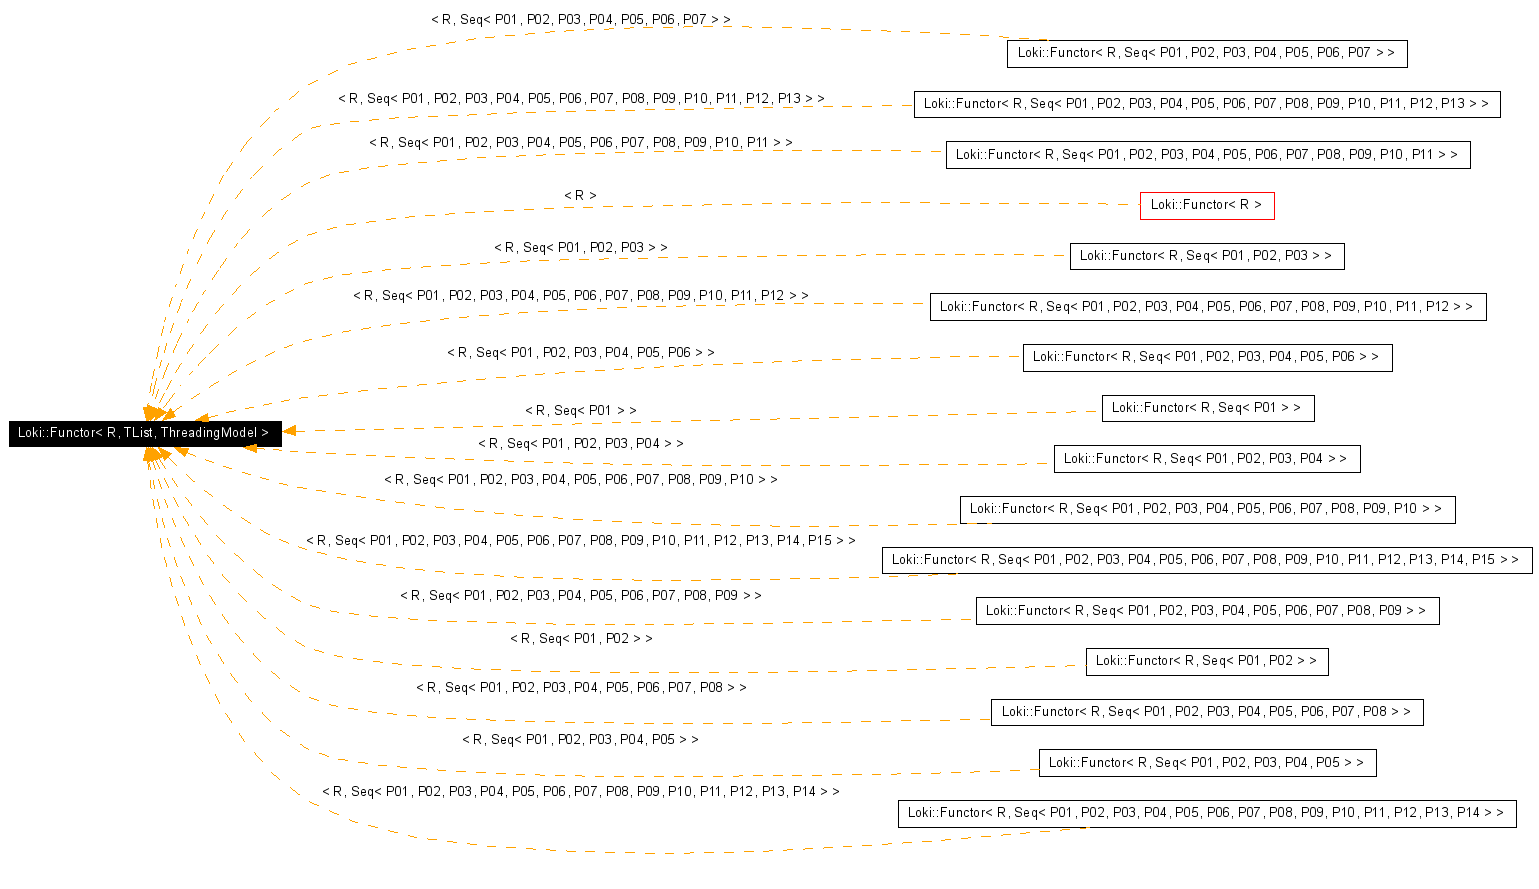 < R, Seq< P01, P02, P03, P04, P05, P06, P07 > >
Loki::Functor< R, Seq< P01, P02, P03, P04, P05, P06, P07 > >
< R, Seq< P01, P02, P03, P04, P05, P06, P07, P08, P09, P10, P11, P12, P13 > >
Loki::Functor< R, Seq< P01, P02, P03, P04, P05, P06, P07, P08, P09, P10, P11, P12, P13 > >
< R, Seq< P01, P02, P03, P04, P05, P06, P07, P08, P09, P10, P11 > >
Loki::Functor< R, Seq< P01, P02, P03, P04, P05, P06, P07, P08, P09, P10, P11 > >
< R >
Loki::Functor< R >
< R, Seq< P01, P02, P03 > >
Loki::Functor< R, Seq< P01, P02, P03 > >
< R, Seq< P01, P02, P03, P04, P05, P06, P07, P08, P09, P10, P11, P12 > >
Loki::Functor< R, Seq< P01, P02, P03, P04, P05, P06, P07, P08, P09, P10, P11, P12 > >
< R, Seq< P01, P02, P03, P04, P05, P06 > >
Loki::Functor< R, Seq< P01, P02, P03, P04, P05, P06 > >
< R, Seq< P01 > >
Loki::Functor< R, Seq< P01 > >
Loki::Functor< R, TList, ThreadingModel >
< R, Seq< P01, P02, P03, P04 > >
Loki::Functor< R, Seq< P01, P02, P03, P04 > >
< R, Seq< P01, P02, P03, P04, P05, P06, P07, P08, P09, P10 > >
Loki::Functor< R, Seq< P01, P02, P03, P04, P05, P06, P07, P08, P09, P10 > >
< R, Seq< P01, P02, P03, P04, P05, P06, P07, P08, P09, P10, P11, P12, P13, P14, P15 > >
Loki::Functor< R, Seq< P01, P02, P03, P04, P05, P06, P07, P08, P09, P10, P11, P12, P13, P14, P15 > >
< R, Seq< P01, P02, P03, P04, P05, P06, P07, P08, P09 > >
Loki::Functor< R, Seq< P01, P02, P03, P04, P05, P06, P07, P08, P09 > >
< R, Seq< P01, P02 > >
Loki::Functor< R, Seq< P01, P02 > >
< R, Seq< P01, P02, P03, P04, P05, P06, P07, P08 > >
Loki::Functor< R, Seq< P01, P02, P03, P04, P05, P06, P07, P08 > >
< R, Seq< P01, P02, P03, P04, P05 > >
Loki::Functor< R, Seq< P01, P02, P03, P04, P05 > >
< R, Seq< P01, P02, P03, P04, P05, P06, P07, P08, P09, P10, P11, P12, P13, P14 > >
Loki::Functor< R, Seq< P01, P02, P03, P04, P05, P06, P07, P08, P09, P10, P11, P12, P13, P14 > >